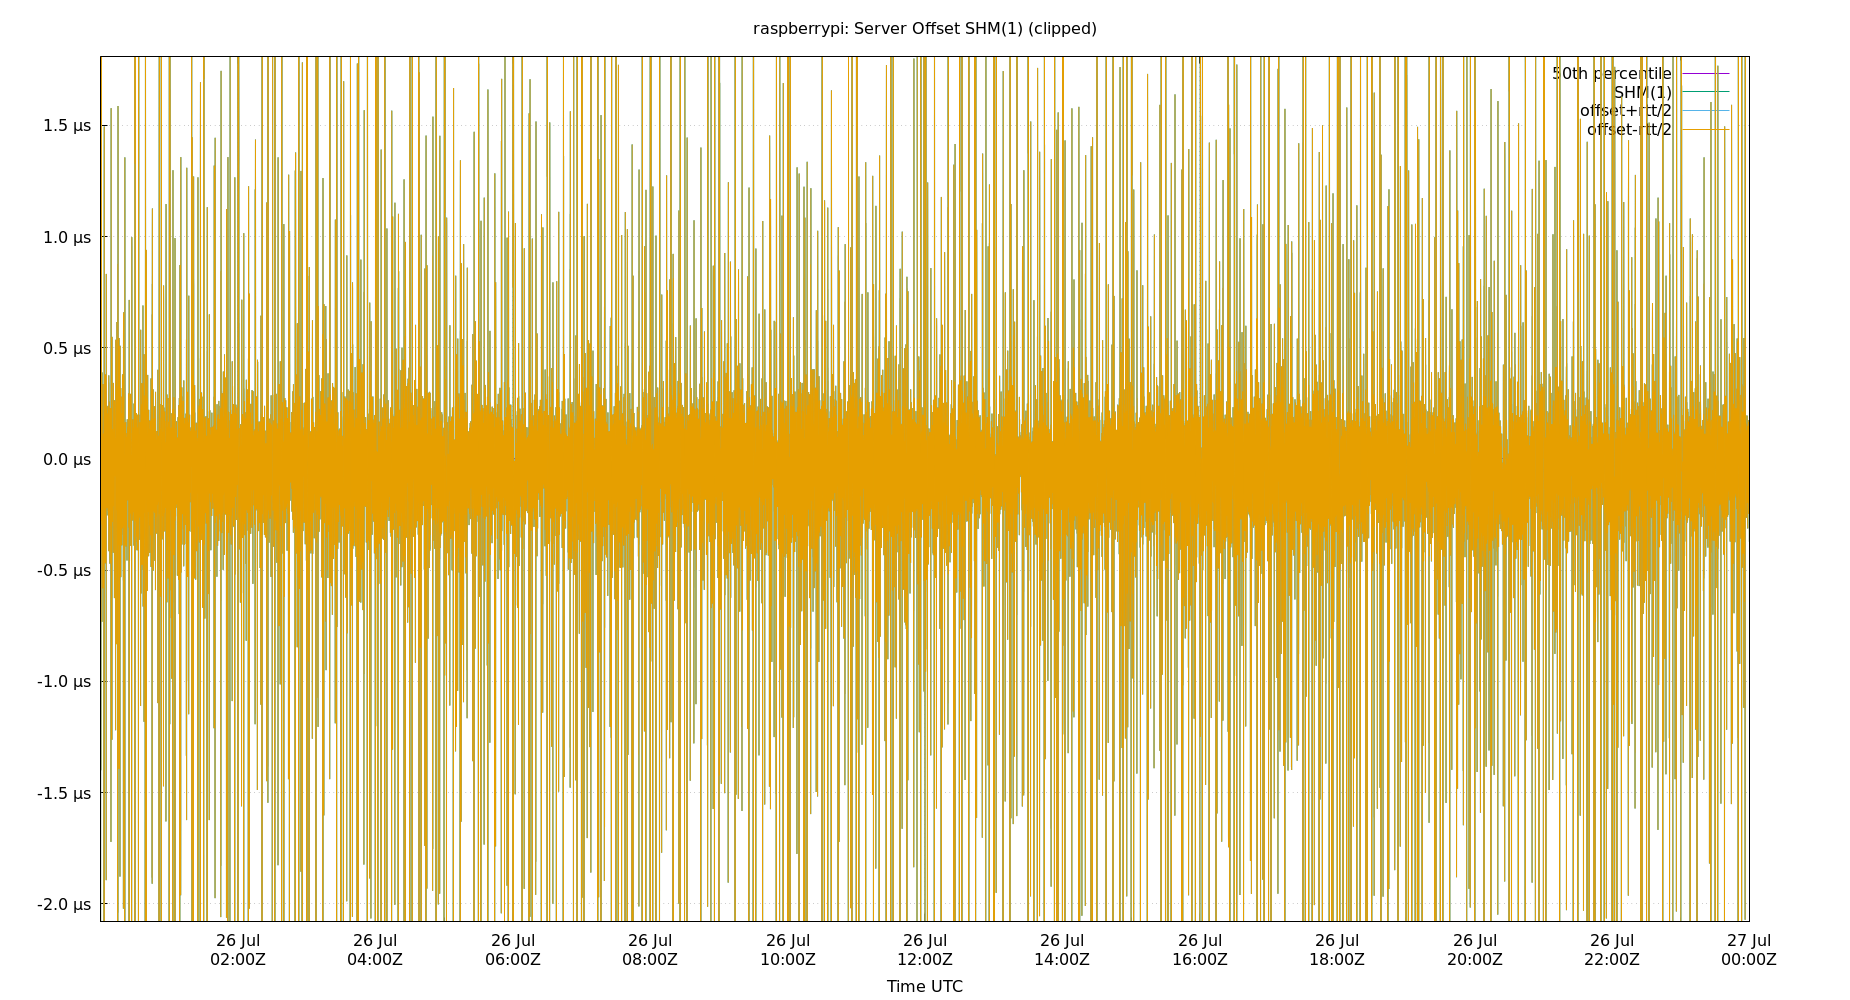 raspberrypi: Server Offset SHM(1) (clipped)
50th percentile
SHM(1)
offset+rtt/2
offset-rtt/2
1.5 µs
1.0 µs
0.5 µs
0.0 µs
-0.5 µs
-1.0 µs
-1.5 µs
-2.0 µs
26 Jul 26 Jul 26 Jul 26 Jul 26 Jul 26 Jul 26 Jul 26 Jul 26 Jul 26 Jul 26 Jul 27 Jul
02:00Z 04:00Z 06:00Z 08:00Z 10:00Z 12:00Z 14:00Z 16:00Z 18:00Z 20:00Z 22:00Z 00:00Z
Time UTC